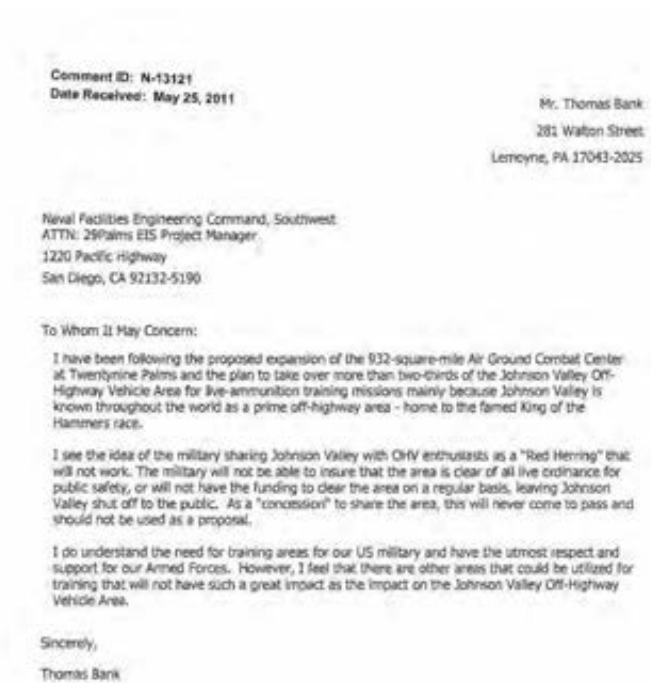 Comment ID: N-13121
Date Received: May 25, 2011
Mr. Thomas Bank
281 Walton Street
Lemoyne, PA 17043-2025
Naval Facilities Engineering Command, Southwest
ATTN: 29Palms EIS Project Manager
1220 Pacific Highway
San Diego, CA 92132-5190
To Whom It May Concern:
I have been following the proposed expansion of the 932-square-mile Air Ground Combat Center
at Twentynine Palms and the plan to take over more than two-thirds of the Johnson Valley Off-
Highway Vehicle Area for live-ammunition training missions mainly because Johnson Valley is
known throughout the world as a prime off-highway area - home to the famed King of the
Hammers race.
I see the idea of the military sharing Johnson Valley with OHV enthusiasts as a "Red Herring" that
will not work. The military will not be able to insure that the area is clear of all live ordinance for
public safety, or will not have the funding to clear the area on a regular basis, leaving Johnson
Valley shut off to the public. As a "concession" to share the area, this will never come to pass and
should not be used as a proposal.
I do understand the need for training areas for our US military and have the utmost respect and
support for our Armed Forces. However, I feel that there are other areas that could be utilized for
training that will not have such a great impact as the impact on the Johnson Valley Off-Highway
Vehicle Area.
Sincerely,
Thomas Bank